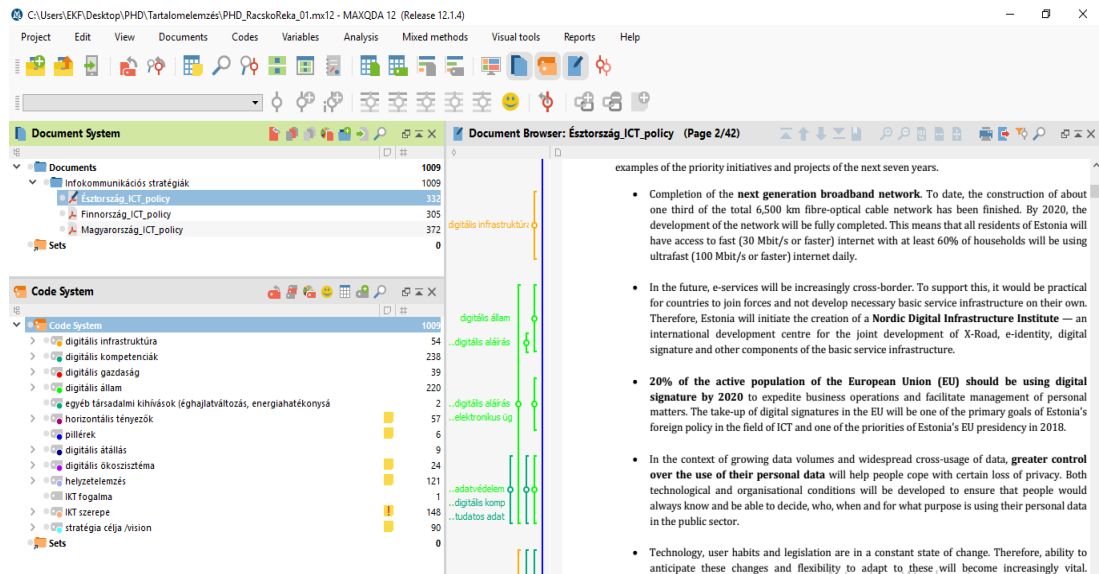 C:\Users\EKF\Desktop\PHD\Tartalomelemzés\PHD_RacskoReka_01.mx12 - MAXQDA 12 (Release 12.1.4)
Project Edit View Documents Codes Variables Analysis Mixed methods Visual tools Reports Help
Document System
#
Documents 1009
Infokommunikációs stratégiák 1009
Észtország_ICT_policy 332
Finnország_ICT_policy 305
Magyarország_ICT_policy 372
Sets 0
Code System
#
Code System 1009
digitális infrastruktúra 54
digitális kompetenciák 238
digitális gazdaság 39
digitális állam 220
egyéb társadalmi kihívások (éghajlatváltozás, energiahatékonysá 2
horizontális tényezők 57
pillérek 6
digitális átállás 9
digitális ökoszisztéma 24
helyzetelemzés 121
IKT fogalma 1
IKT szerepe 148
stratégia célja /vision 90
Sets 0
Document Browser: Észtország_ICT_policy (Page 2/42)
digitális infrastruktúra
digitális állam
..digitális aláírás
..digitális aláírás
..elektronikus üg
..adatvédelem
..digitális komp
..tudatos adat
examples of the priority initiatives and projects of the next seven years.
• Completion of the next generation broadband network. To date, the construction of about
one third of the total 6,500 km fibre-optical cable network has been finished. By 2020, the
development of the network will be fully completed. This means that all residents of Estonia will
have access to fast (30 Mbit/s or faster) internet with at least 60% of households will be using
ultrafast (100 Mbit/s or faster) internet daily.
• In the future, e-services will be increasingly cross-border. To support this, it would be practical
for countries to join forces and not develop necessary basic service infrastructure on their own.
Therefore, Estonia will initiate the creation of a Nordic Digital Infrastructure Institute — an
international development centre for the joint development of X-Road, e-identity, digital
signature and other components of the basic service infrastructure.
• 20% of the active population of the European Union (EU) should be using digital
signature by 2020 to expedite business operations and facilitate management of personal
matters. The take-up of digital signatures in the EU will be one of the primary goals of Estonia's
foreign policy in the field of ICT and one of the priorities of Estonia's EU presidency in 2018.
• In the context of growing data volumes and widespread cross-usage of data, greater control
over the use of their personal data will help people cope with certain loss of privacy. Both
technological and organisational conditions will be developed to ensure that people would
always know and be able to decide, who, when and for what purpose is using their personal data
in the public sector.
• Technology, user habits and legislation are in a constant state of change. Therefore, ability to
anticipate these changes and flexibility to adapt to these will become increasingly vital.